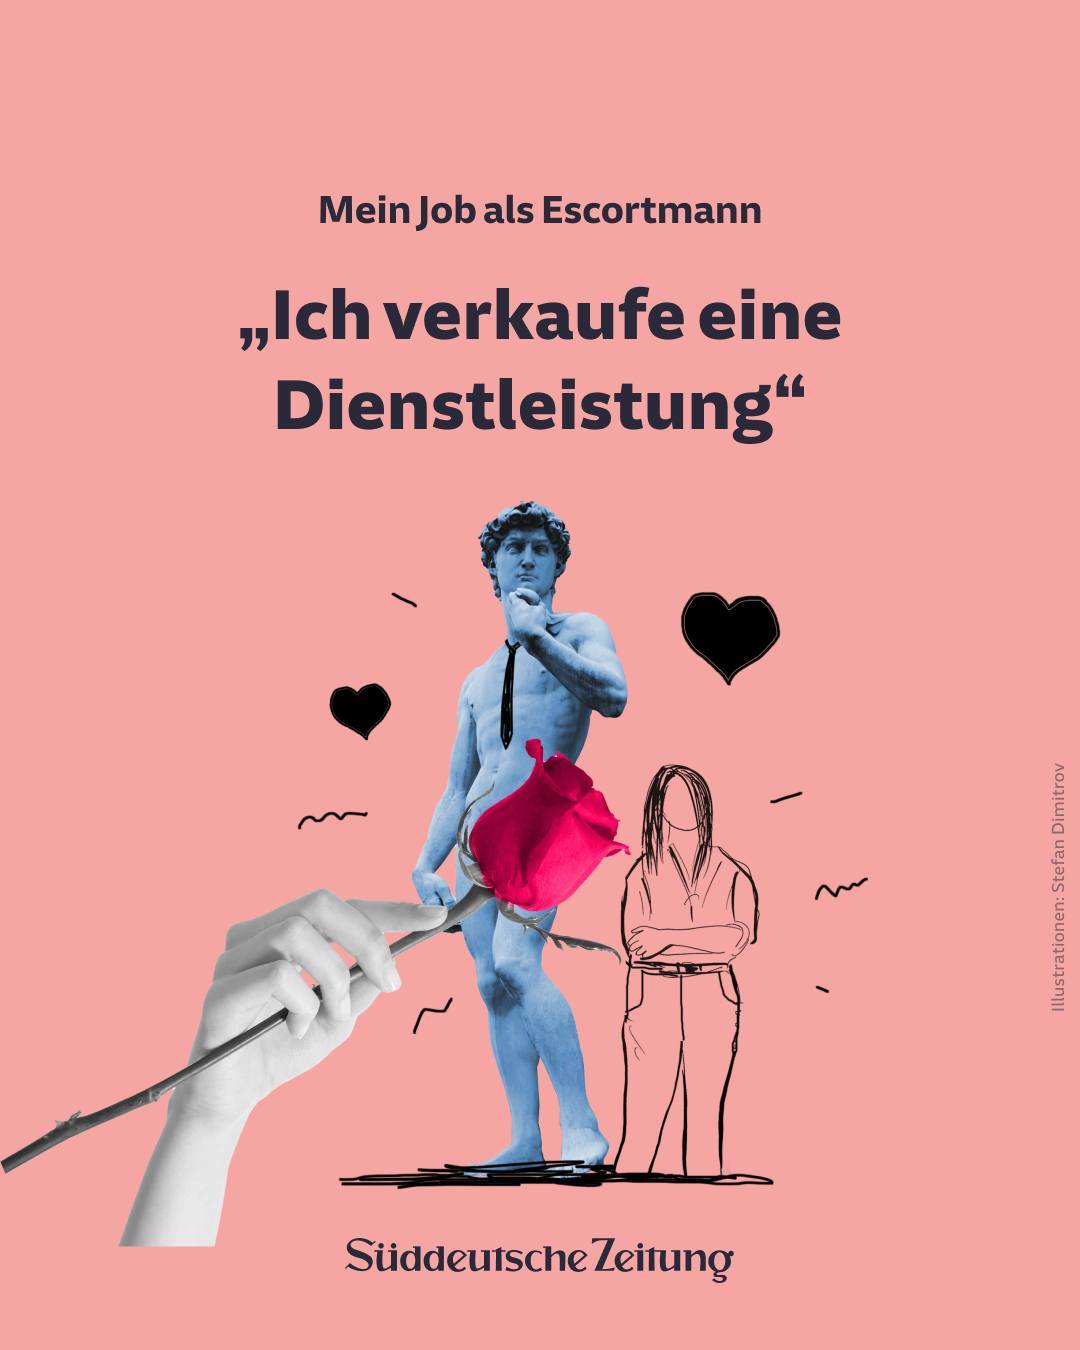 Mein Job als Escortmann
„Ich verkaufe eine
Dienstleistung“
Illustrationen: Stefan Dimitrov
Süddeutsche Zeitung